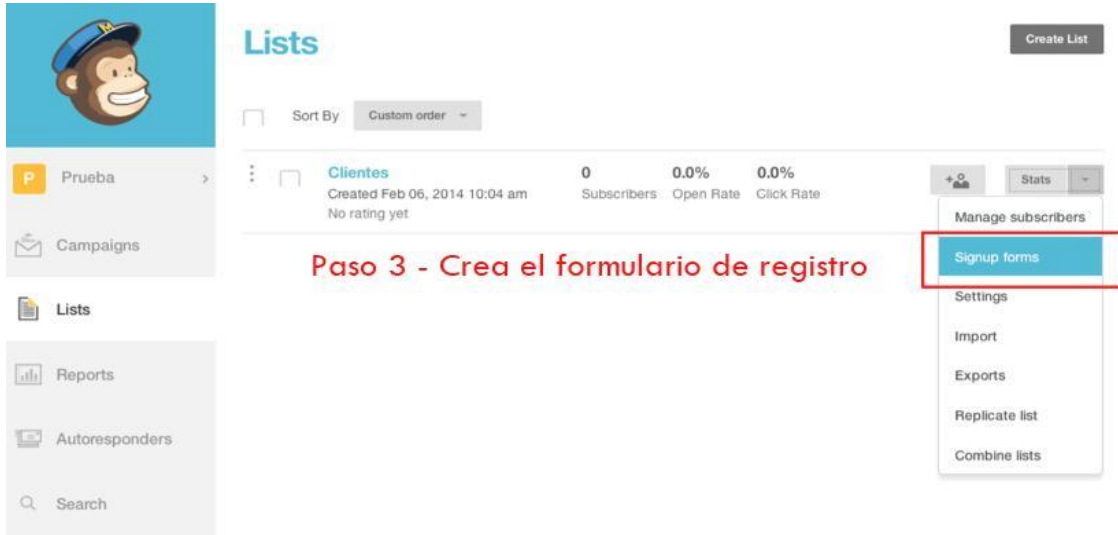 Lists
Create List
Sort By Custom order
P Prueba
Clientes 0 0.0% 0.0%
Created Feb 06, 2014 10:04 am Subscribers Open Rate Click Rate
No rating yet
Stats
Manage subscribers
Campaigns
Paso 3 - Crea el formulario de registro
Signup forms
Lists
Settings
Import
Reports
Exports
Replicate list
Autoresponders
Combine lists
Search